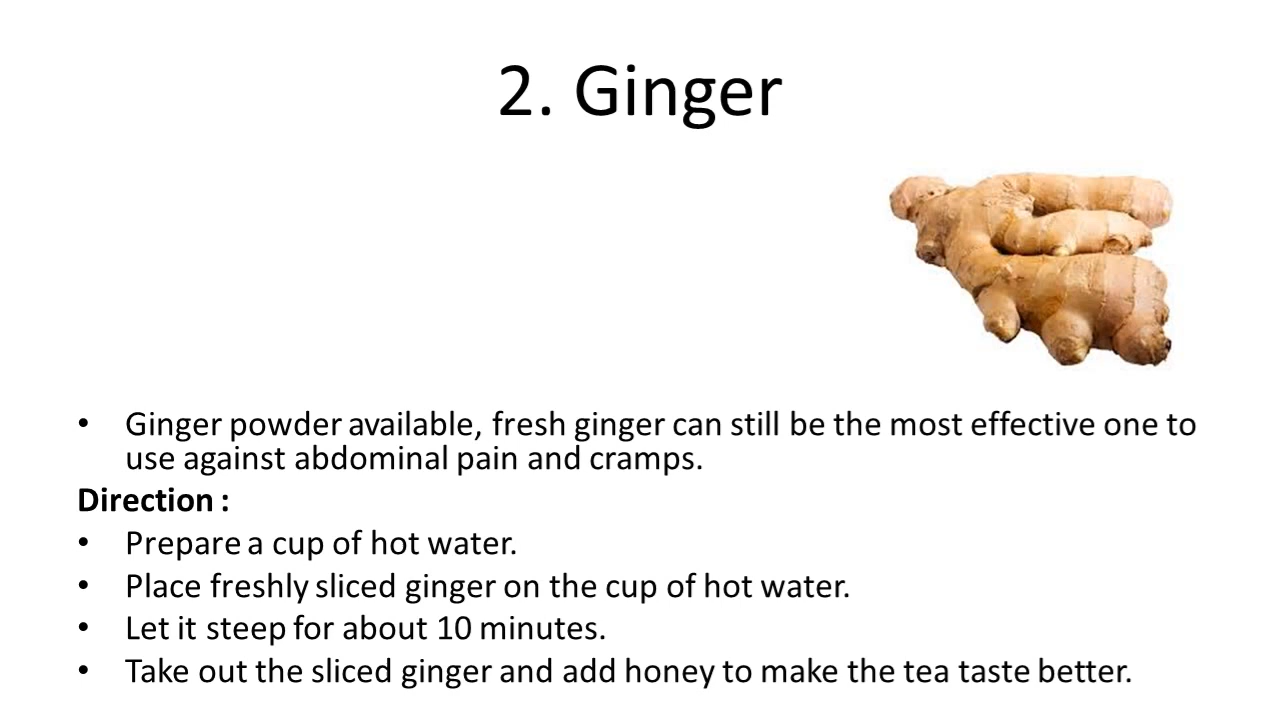 2. Ginger
• Ginger powder available, fresh ginger can still be the most effective one to
use against abdominal pain and cramps.
Direction :
• Prepare a cup of hot water.
• Place freshly sliced ginger on the cup of hot water.
• Let it steep for about 10 minutes.
• Take out the sliced ginger and add honey to make the tea taste better.